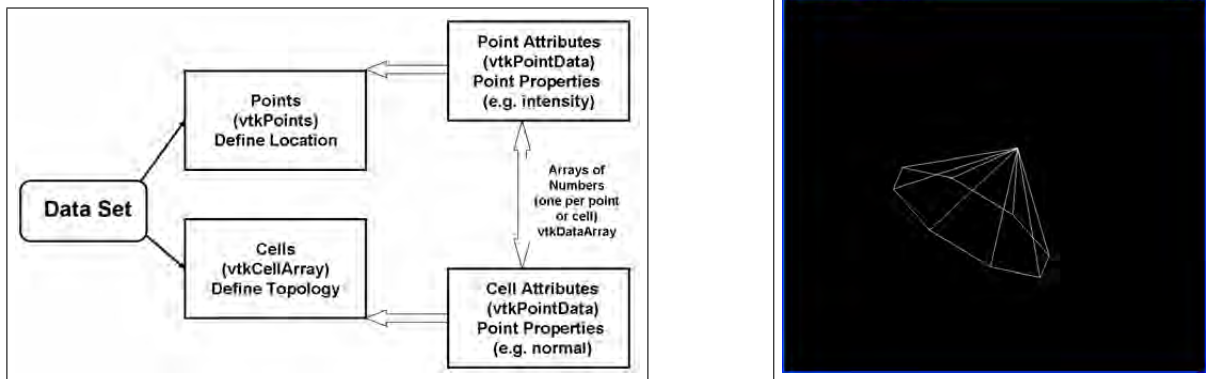 Data Set
Points
(vtkPoints)
Define Location
Cells
(vtkCellArray)
Define Topology
Point Attributes
(vtkPointData)
Point Properties
(e.g. intensity)
Arrays of
Numbers
(one per point
or cell)
vtkDataArray
Cell Attributes
(vtkPointData)
Point Properties
(e.g. normal)